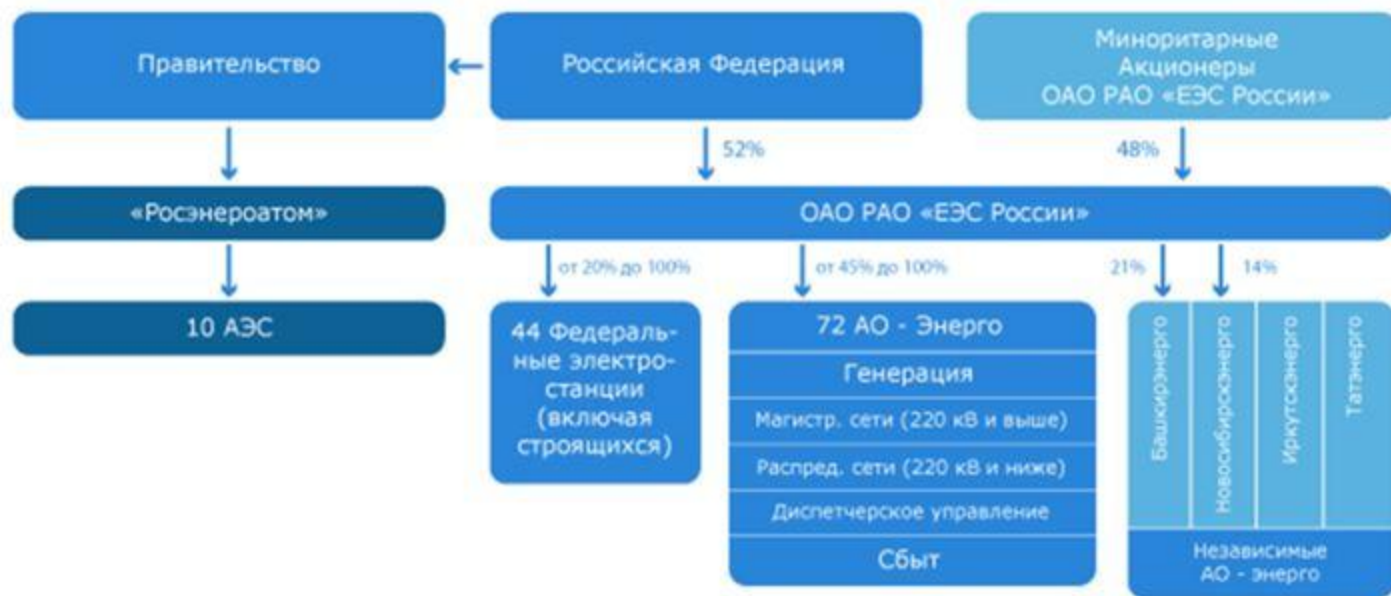 Правительство
Российская Федерация
Миноритарные
Акционеры
ОАО РАО «ЕЭС России»
52%
48%
«Росэнероатом»
ОАО РАО «ЕЭС России»
от 20% до 100%
от 45% до 100%
21%
14%
10 АЭС
44 Федераль-
ные электро-
станции
(включая
строящихся)
72 АО - Энерго
Генерация
Магистр. сети (220 кВ и выше)
Распред. сети (220 кВ и ниже)
Диспетчерское управление
Сбыт
Башкирэнерго
Новосибирскэнерго
Иркутскэнерго
Татэнерго
Независимые
АО - энерго